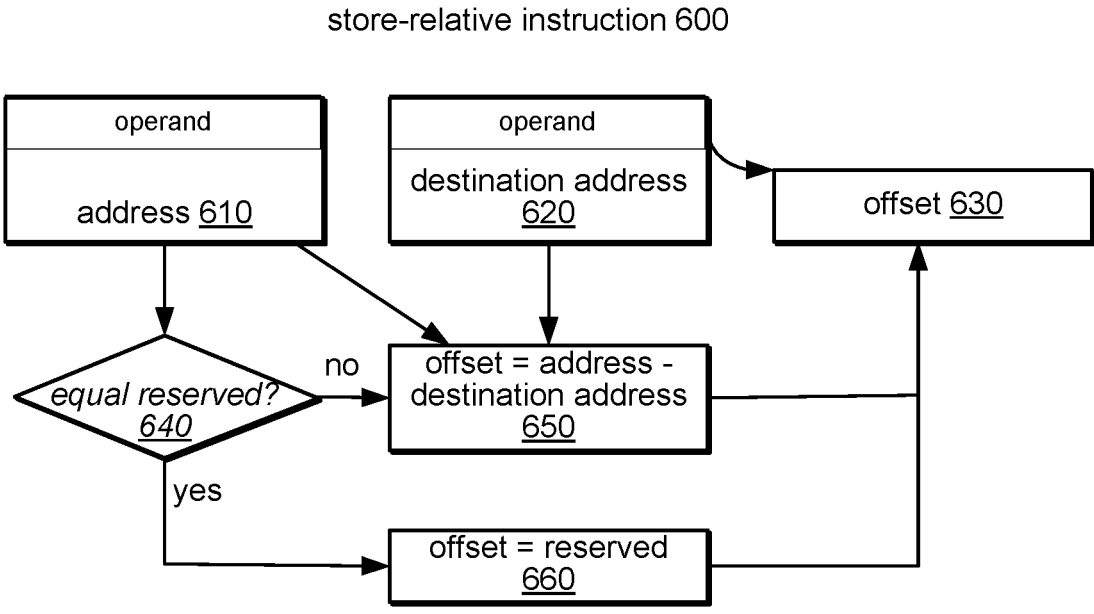 store-relative instruction 600
operand
address 610
operand
destination address
620
offset 630
equal reserved?
640
no
yes
offset = address -
destination address
650
offset = reserved
660